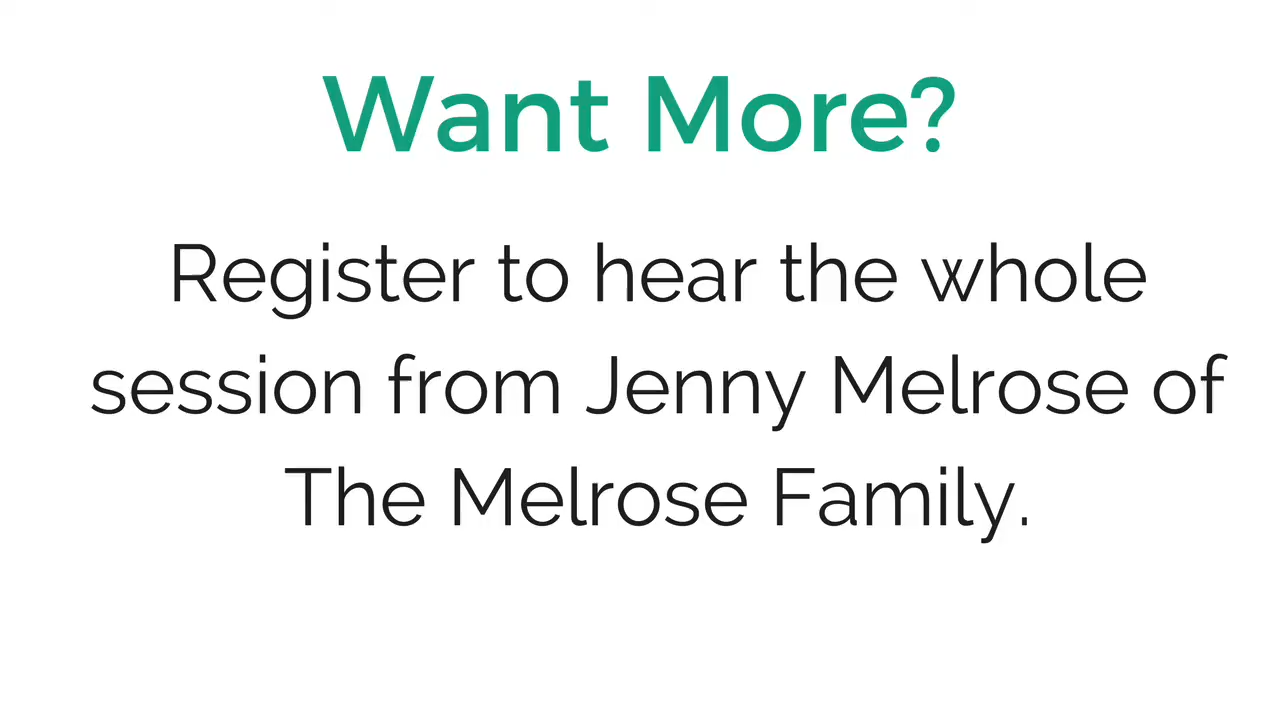 Want More?
Register to hear the whole
session from Jenny Melrose of
The Melrose Family.